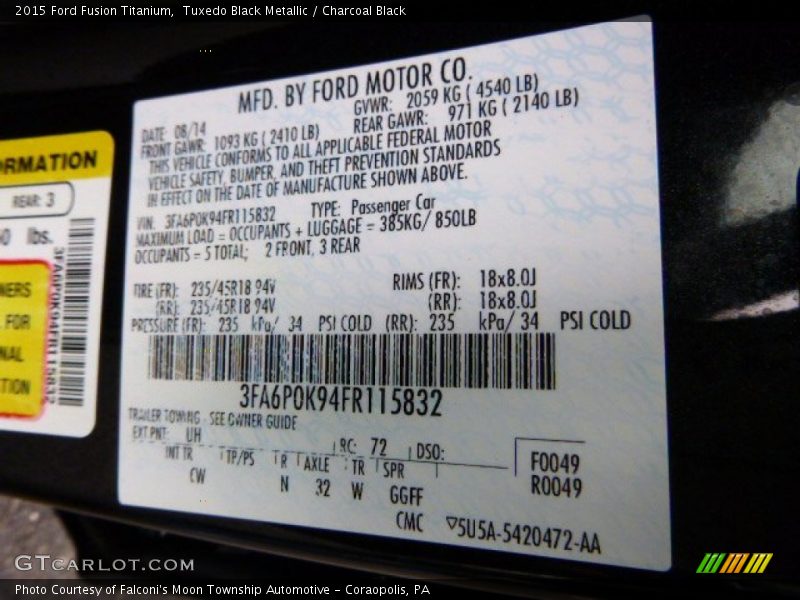 2015 Ford Fusion Titanium, Tuxedo Black Metallic / Charcoal Black
MFD. BY FORD MOTOR CO.
DATE: 08/14 GVWR: 2059 KG ( 4540 LB)
FRONT GAWR: 1093 KG ( 2410 LB) REAR GAWR: 971 KG ( 2140 LB)
THIS VEHICLE CONFORMS TO ALL APPLICABLE FEDERAL MOTOR
VEHICLE SAFETY, BUMPER, AND THEFT PREVENTION STANDARDS
IN EFFECT ON THE DATE OF MANUFACTURE SHOWN ABOVE.
VIN: 3FA6P0K94FR115832 TYPE: Passenger Car
MAXIMUM LOAD = OCCUPANTS + LUGGAGE = 385KG/ 850LB
OCCUPANTS = 5 TOTAL; 2 FRONT, 3 REAR
TIRE (FR): 235/45R18 94V RIMS (FR): 18x8.0J
(RR): 235/45R18 94V (RR): 18x8.0J
PRESSURE (FR): 235 kPa/ 34 PSI COLD (RR): 235 kPa/ 34 PSI COLD
3FA6P0K94FR115832
TRAILER TOWING - SEE OWNER GUIDE
EXT PNT: UH RC: 72 DSO: F0049
INT TR TP/PS R AXLE TR SPR R0049
CW N 32 W GGFF
CMC 5U5A-5420472-AA
RMATION
REAR: 3
lbs.
3FA6P0K94FR115832
NERS
FOR
NAL
TION
GTCARLOT.COM
Photo Courtesy of Falconi's Moon Township Automotive - Coraopolis, PA